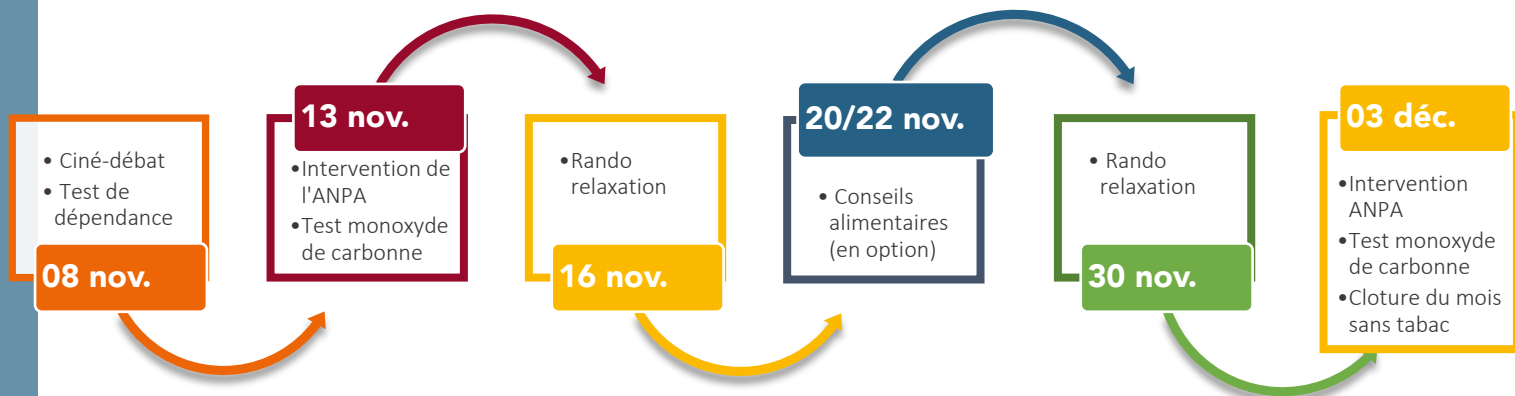 • Ciné-débat
• Test de
dépendance
08 nov.
13 nov.
•Intervention de
l'ANPA
•Test monoxyde
de carbonne
•Rando
relaxation
16 nov.
20/22 nov.
• Conseils
alimentaires
(en option)
• Rando
relaxation
30 nov.
03 déc.
•Intervention
ANPA
•Test monoxyde
de carbonne
•Cloture du mois
sans tabac